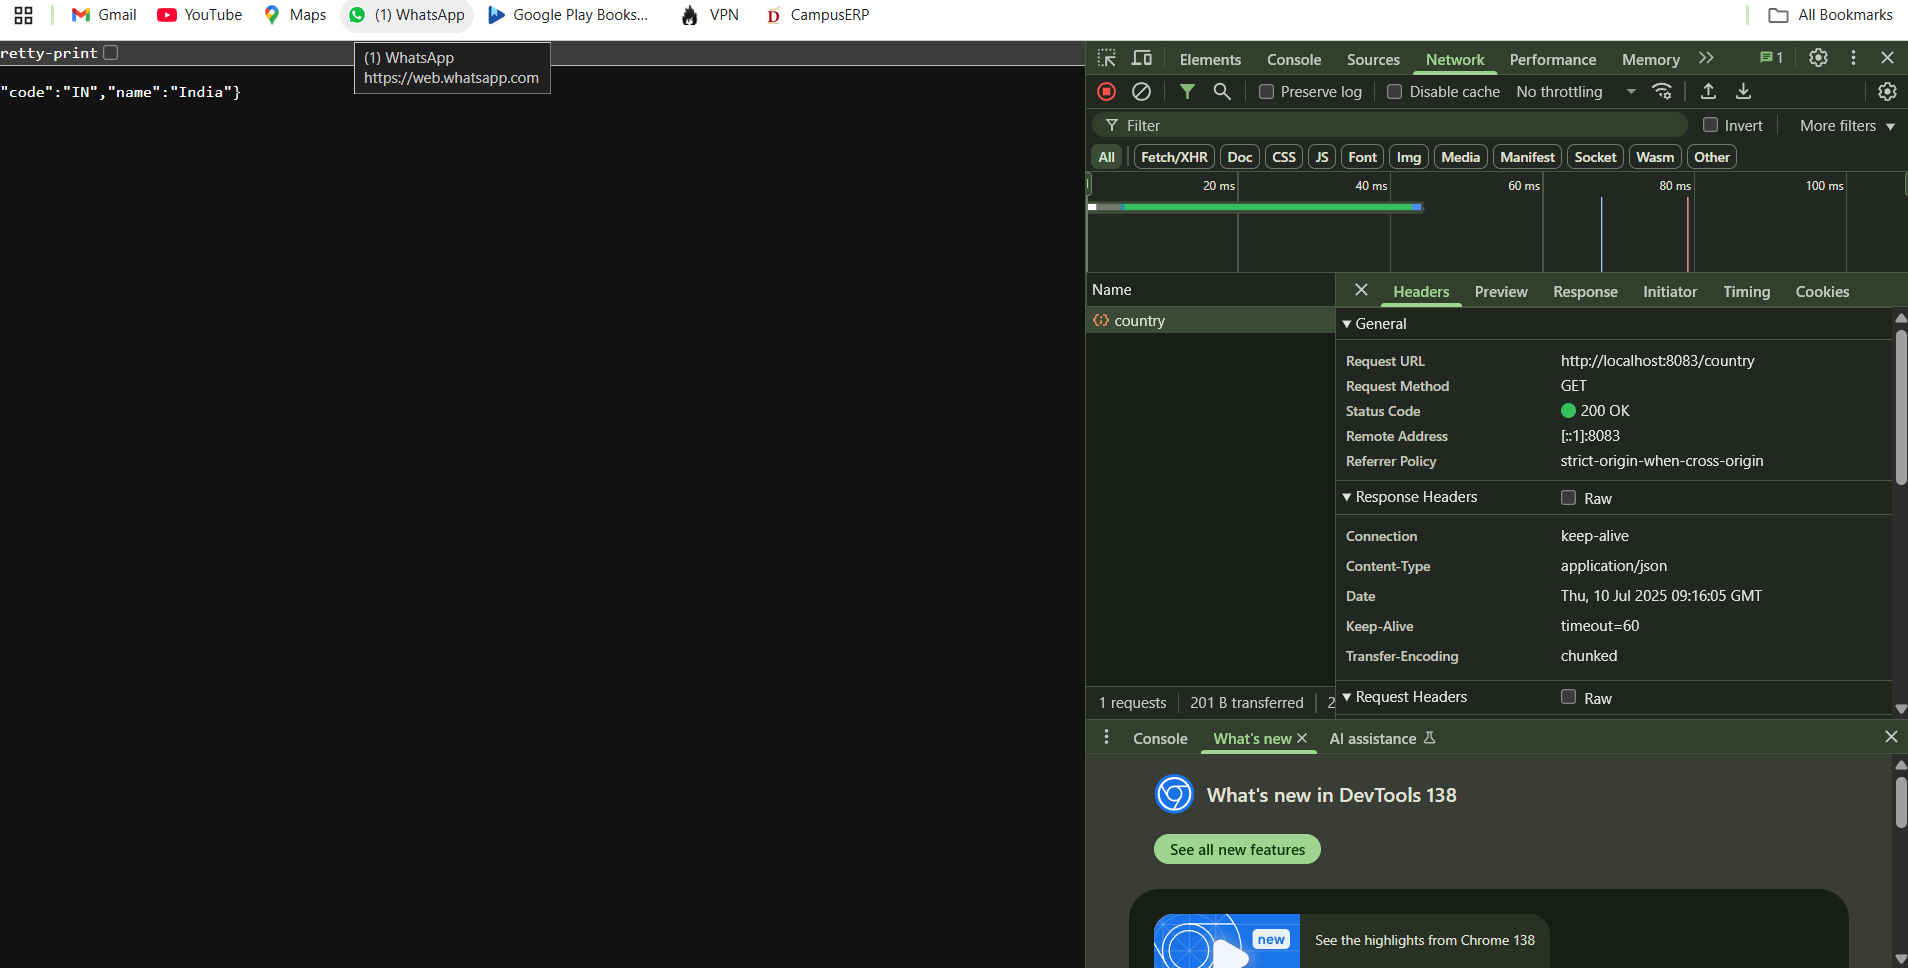 Gmail YouTube Maps (1) WhatsApp Google Play Books... VPN CampusERP All Bookmarks
retty-print
(1) WhatsApp
https://web.whatsapp.com
"code":"IN","name":"India"}
Elements Console Sources Network Performance Memory 1
Preserve log Disable cache No throttling
Filter Invert More filters
All Fetch/XHR Doc CSS JS Font Img Media Manifest Socket Wasm Other
20 ms 40 ms 60 ms 80 ms 100 ms
Name
country
Headers Preview Response Initiator Timing Cookies
General
Request URL http://localhost:8083/country
Request Method GET
Status Code 200 OK
Remote Address [::1]:8083
Referrer Policy strict-origin-when-cross-origin
Response Headers Raw
Connection keep-alive
Content-Type application/json
Date Thu, 10 Jul 2025 09:16:05 GMT
Keep-Alive timeout=60
Transfer-Encoding chunked
Request Headers Raw
1 requests 201 B transferred 2
Console What's new AI assistance
What's new in DevTools 138
See all new features
new
See the highlights from Chrome 138